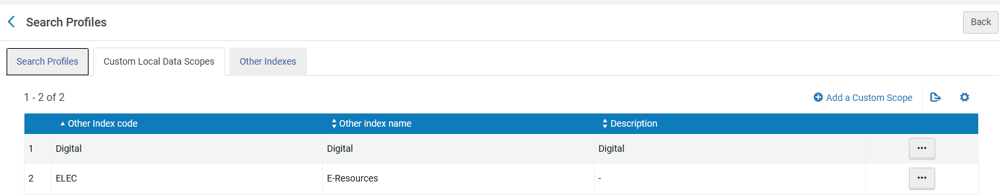 Search Profiles
Back
Search Profiles Custom Local Data Scopes Other Indexes
1 - 2 of 2
Add a Custom Scope
Other Index code Other index name Description
1 Digital Digital Digital
2 ELEC E-Resources -